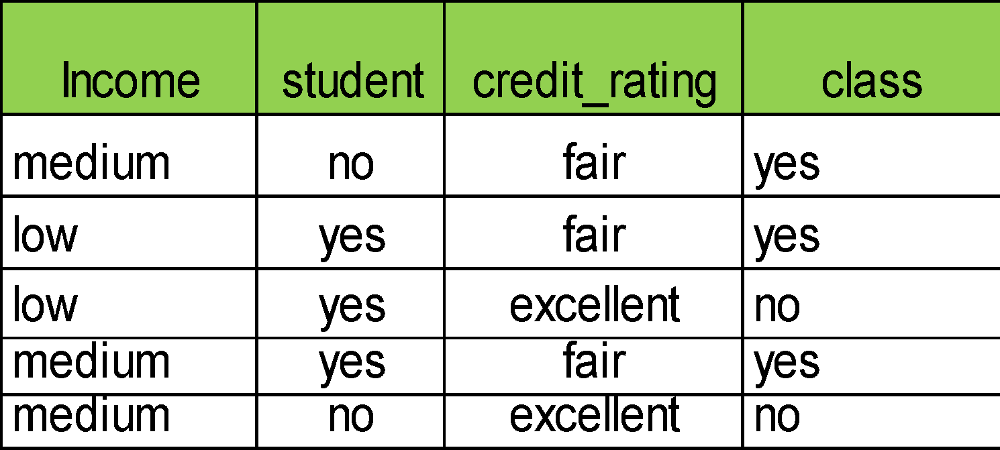 Income student credit_rating class
medium no fair yes
low yes fair yes
low yes excellent no
medium yes fair yes
medium no excellent no